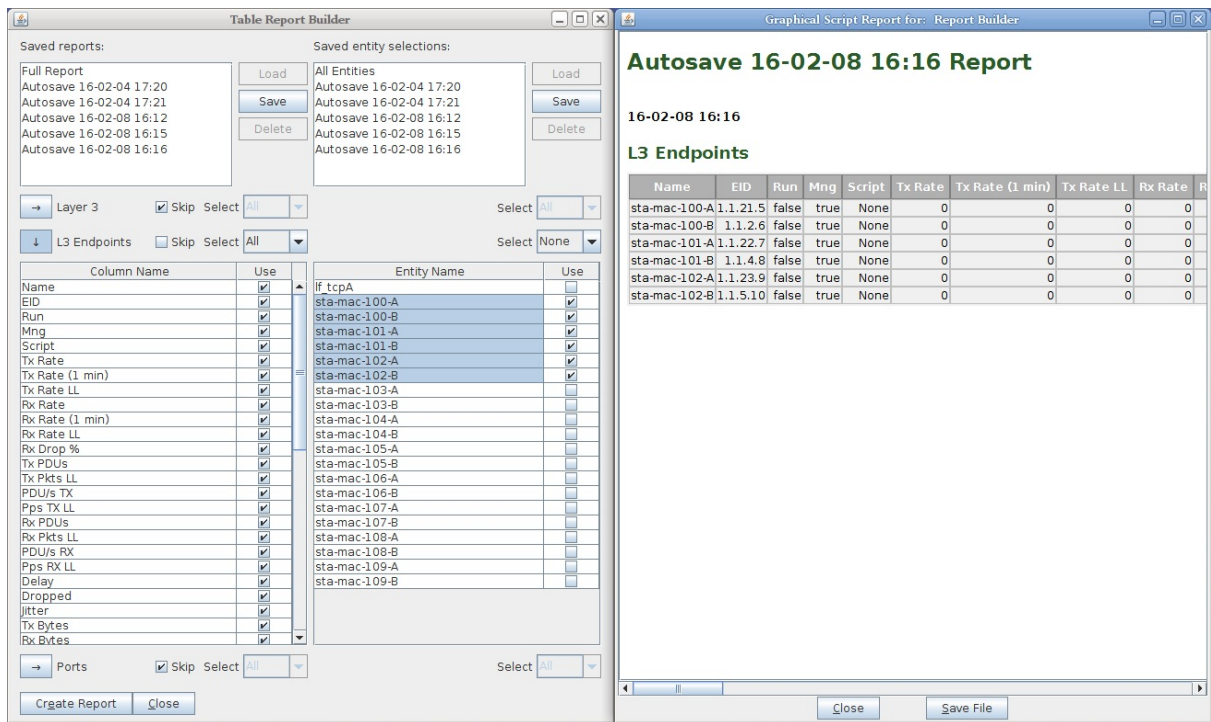 Table Report Builder
Saved reports:
Saved entity selections:
Full Report
Autosave 16-02-04 17:20
Autosave 16-02-04 17:21
Autosave 16-02-08 16:12
Autosave 16-02-08 16:15
Autosave 16-02-08 16:16
Load
Save
Delete
All Entities
Autosave 16-02-04 17:20
Autosave 16-02-04 17:21
Autosave 16-02-08 16:12
Autosave 16-02-08 16:15
Autosave 16-02-08 16:16
Load
Save
Delete
→ Layer 3 Skip Select All Select All
↓ L3 Endpoints Skip Select All Select None
Column Name Use
Name
EID
Run
Mng
Script
Tx Rate
Tx Rate (1 min)
Tx Rate LL
Rx Rate
Rx Rate (1 min)
Rx Rate LL
Rx Drop %
Tx PDUs
Tx Pkts LL
PDU/s TX
Pps TX LL
Rx PDUs
Rx Pkts LL
PDU/s RX
Pps RX LL
Delay
Dropped
Jitter
Tx Bytes
Rx Bytes
Entity Name Use
lf_tcpA
sta-mac-100-A
sta-mac-100-B
sta-mac-101-A
sta-mac-101-B
sta-mac-102-A
sta-mac-102-B
sta-mac-103-A
sta-mac-103-B
sta-mac-104-A
sta-mac-104-B
sta-mac-105-A
sta-mac-105-B
sta-mac-106-A
sta-mac-106-B
sta-mac-107-A
sta-mac-107-B
sta-mac-108-A
sta-mac-108-B
sta-mac-109-A
sta-mac-109-B
→ Ports Skip Select All Select All
Create Report Close
Graphical Script Report for: Report Builder
Autosave 16-02-08 16:16 Report
16-02-08 16:16
L3 Endpoints
Name EID Run Mng Script Tx Rate Tx Rate (1 min) Tx Rate LL Rx Rate R
sta-mac-100-A 1.1.21.5 false true None 0 0 0 0
sta-mac-100-B 1.1.2.6 false true None 0 0 0 0
sta-mac-101-A 1.1.22.7 false true None 0 0 0 0
sta-mac-101-B 1.1.4.8 false true None 0 0 0 0
sta-mac-102-A 1.1.23.9 false true None 0 0 0 0
sta-mac-102-B 1.1.5.10 false true None 0 0 0 0
Close Save File